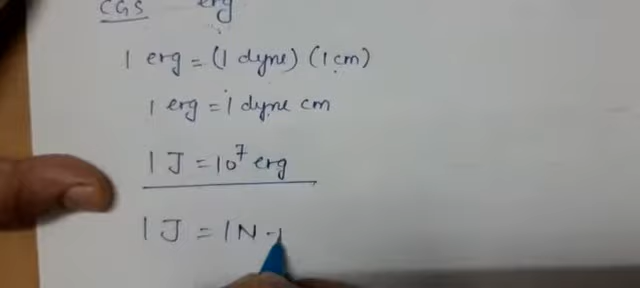 CGS erg
1 erg = (1 dyne) (1 cm)
1 erg = 1 dyne cm
1 J = 10⁷ erg
1 J = 1 N -